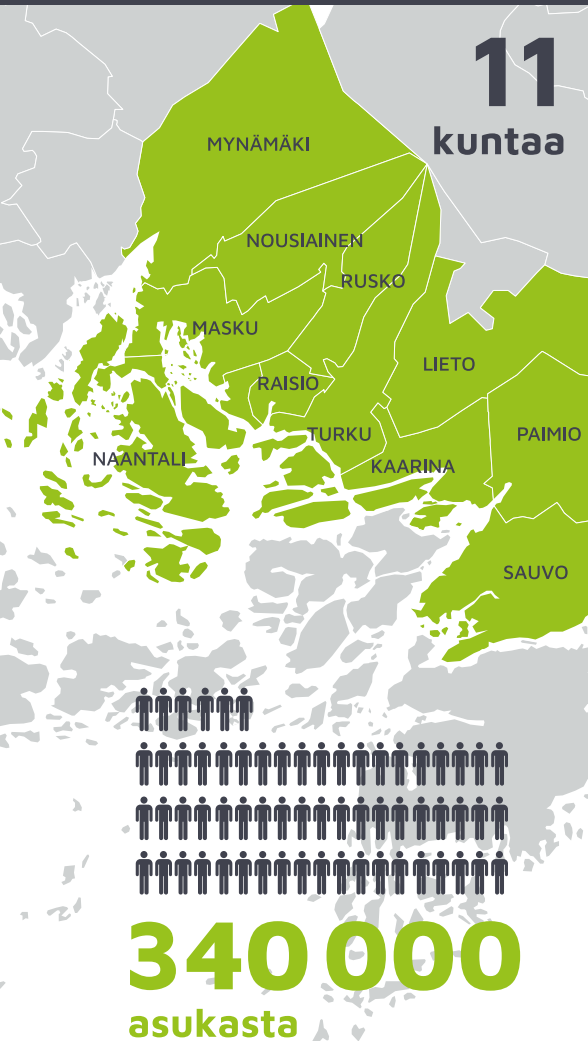 11
kuntaa
MYNÄMÄKI
NOUSIAINEN
RUSKO
MASKU
LIETO
RAISIO
TURKU
PAIMIO
NAANTALI
KAARINA
SAUVO
340 000
asukasta